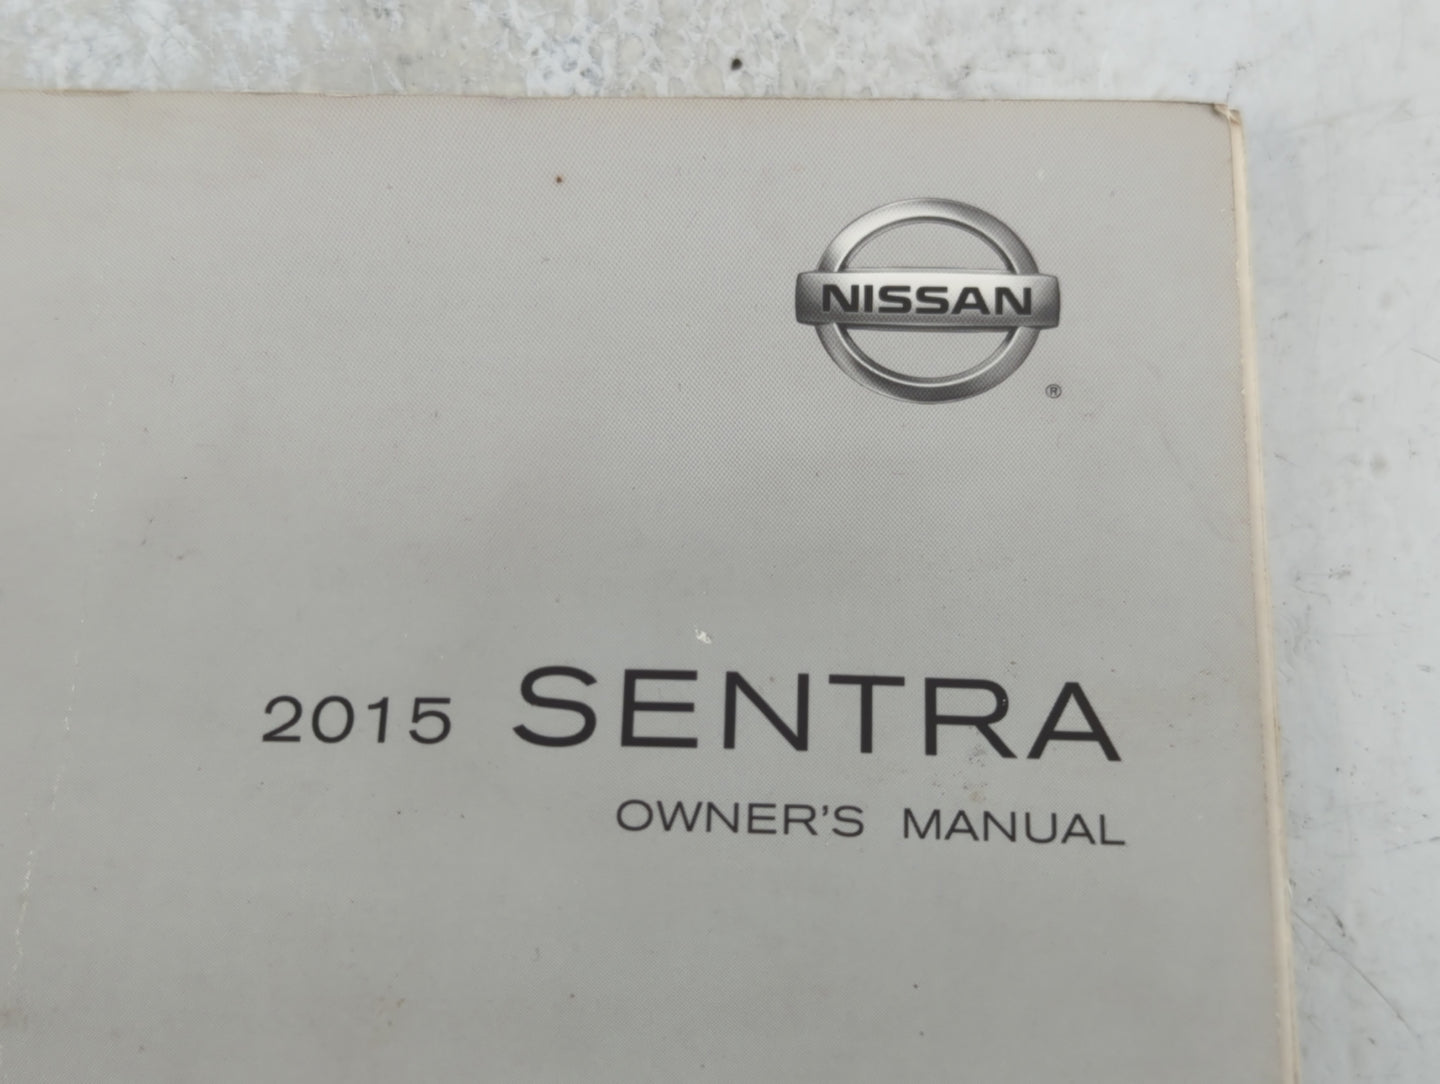 NISSAN
®
2015 SENTRA
OWNER'S MANUAL